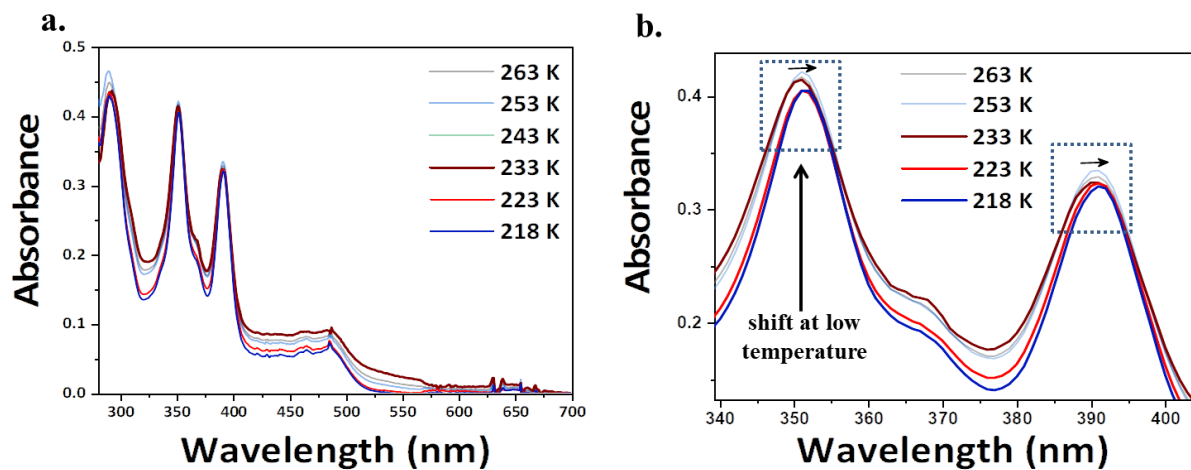 a.
0.5
0.4
0.3
0.2
0.1
0.0
Absorbance
263 K
253 K
243 K
233 K
223 K
218 K
300 350 400 450 500 550 600 650 700
Wavelength (nm)
b.
0.4
0.3
0.2
Absorbance
263 K
253 K
233 K
223 K
218 K
shift at low
temperature
340 350 360 370 380 390 400
Wavelength (nm)